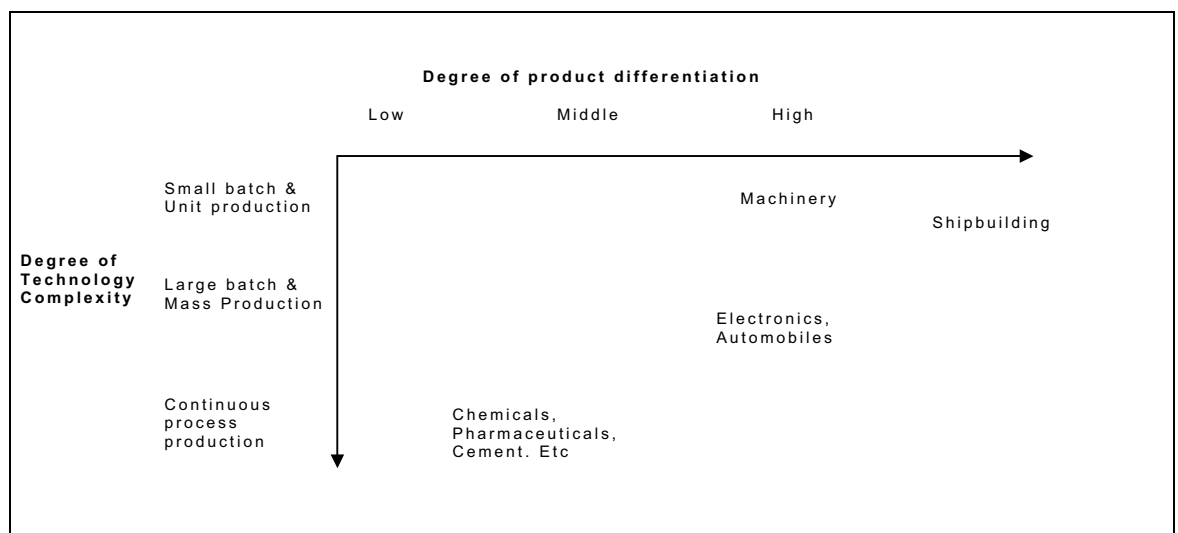 Degree of product differentiation
Low Middle High
Small batch &
Unit production
Machinery
Shipbuilding
Degree of
Technology
Complexity
Large batch &
Mass Production
Electronics,
Automobiles
Continuous
process
production
Chemicals,
Pharmaceuticals,
Cement. Etc